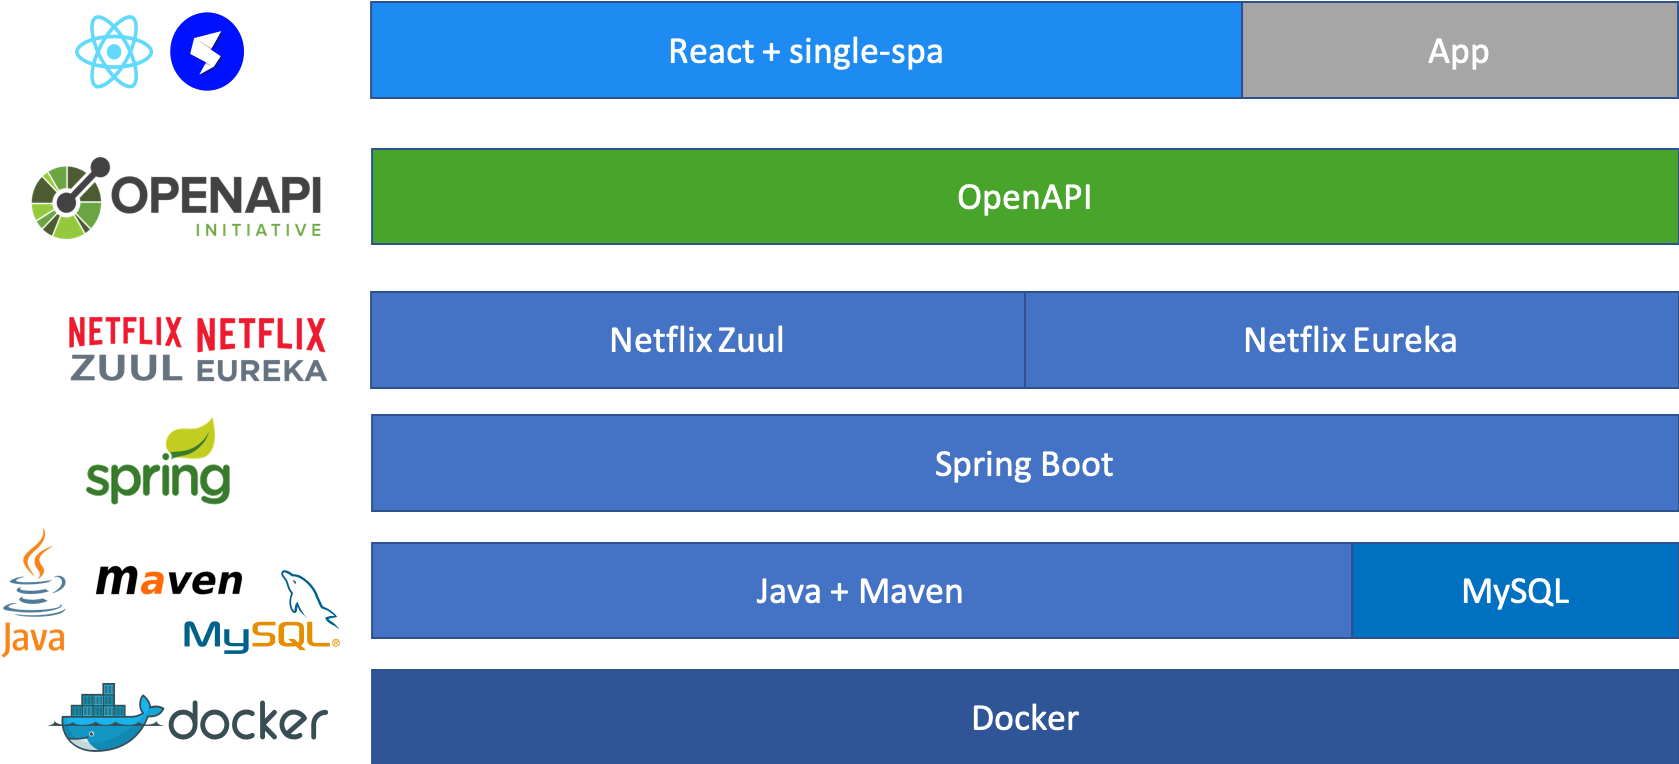 React + single-spa
App
OPENAPI
INITIATIVE
OpenAPI
NETFLIX
ZUUL
NETFLIX
EUREKA
Netflix Zuul
Netflix Eureka
spring
Spring Boot
Java
maven
MySQL®
Java + Maven
MySQL
docker
Docker